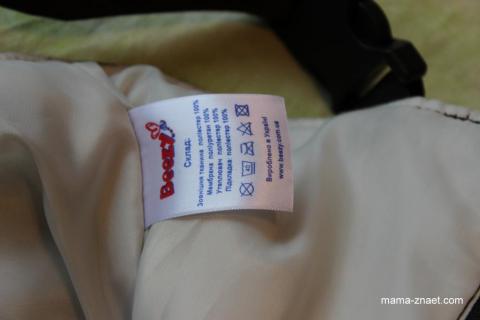 Beezy
Склад:
Зовнішня тканина поліестер 100%
Мембрана поліуретан 100%
Утеплювач поліестер 100%
Підкладка поліестер 100%
40
Вироблено в Україні
www.beezy.com.ua
mama-znaet.com